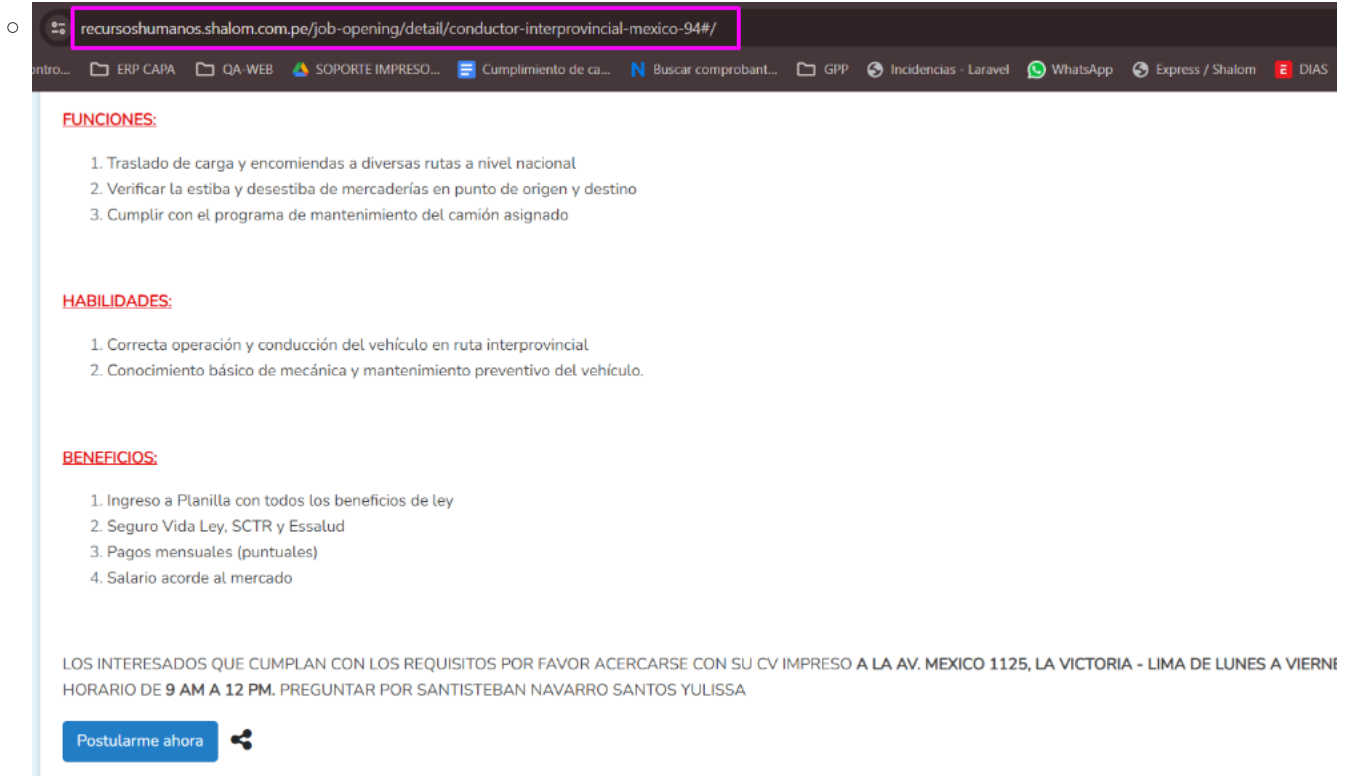 recursoshumanos.shalom.com.pe/job-opening/detail/conductor-interprovincial-mexico-94#/
ntro... ERP CAPA QA-WEB SOPORTE IMPRESO... Cumplimiento de ca... Buscar comprobant... GPP Incidencias - Laravel WhatsApp Express / Shalom DIAS
FUNCIONES:
1. Traslado de carga y encomiendas a diversas rutas a nivel nacional
2. Verificar la estiba y desestiba de mercaderías en punto de origen y destino
3. Cumplir con el programa de mantenimiento del camión asignado
HABILIDADES:
1. Correcta operación y conducción del vehículo en ruta interprovincial
2. Conocimiento básico de mecánica y mantenimiento preventivo del vehículo.
BENEFICIOS:
1. Ingreso a Planilla con todos los beneficios de ley
2. Seguro Vida Ley, SCTR y Essalud
3. Pagos mensuales (puntuales)
4. Salario acorde al mercado
LOS INTERESADOS QUE CUMPLAN CON LOS REQUISITOS POR FAVOR ACERCARSE CON SU CV IMPRESO A LA AV. MEXICO 1125, LA VICTORIA - LIMA DE LUNES A VIERNE
HORARIO DE 9 AM A 12 PM. PREGUNTAR POR SANTISTEBAN NAVARRO SANTOS YULISSA
Postularme ahora